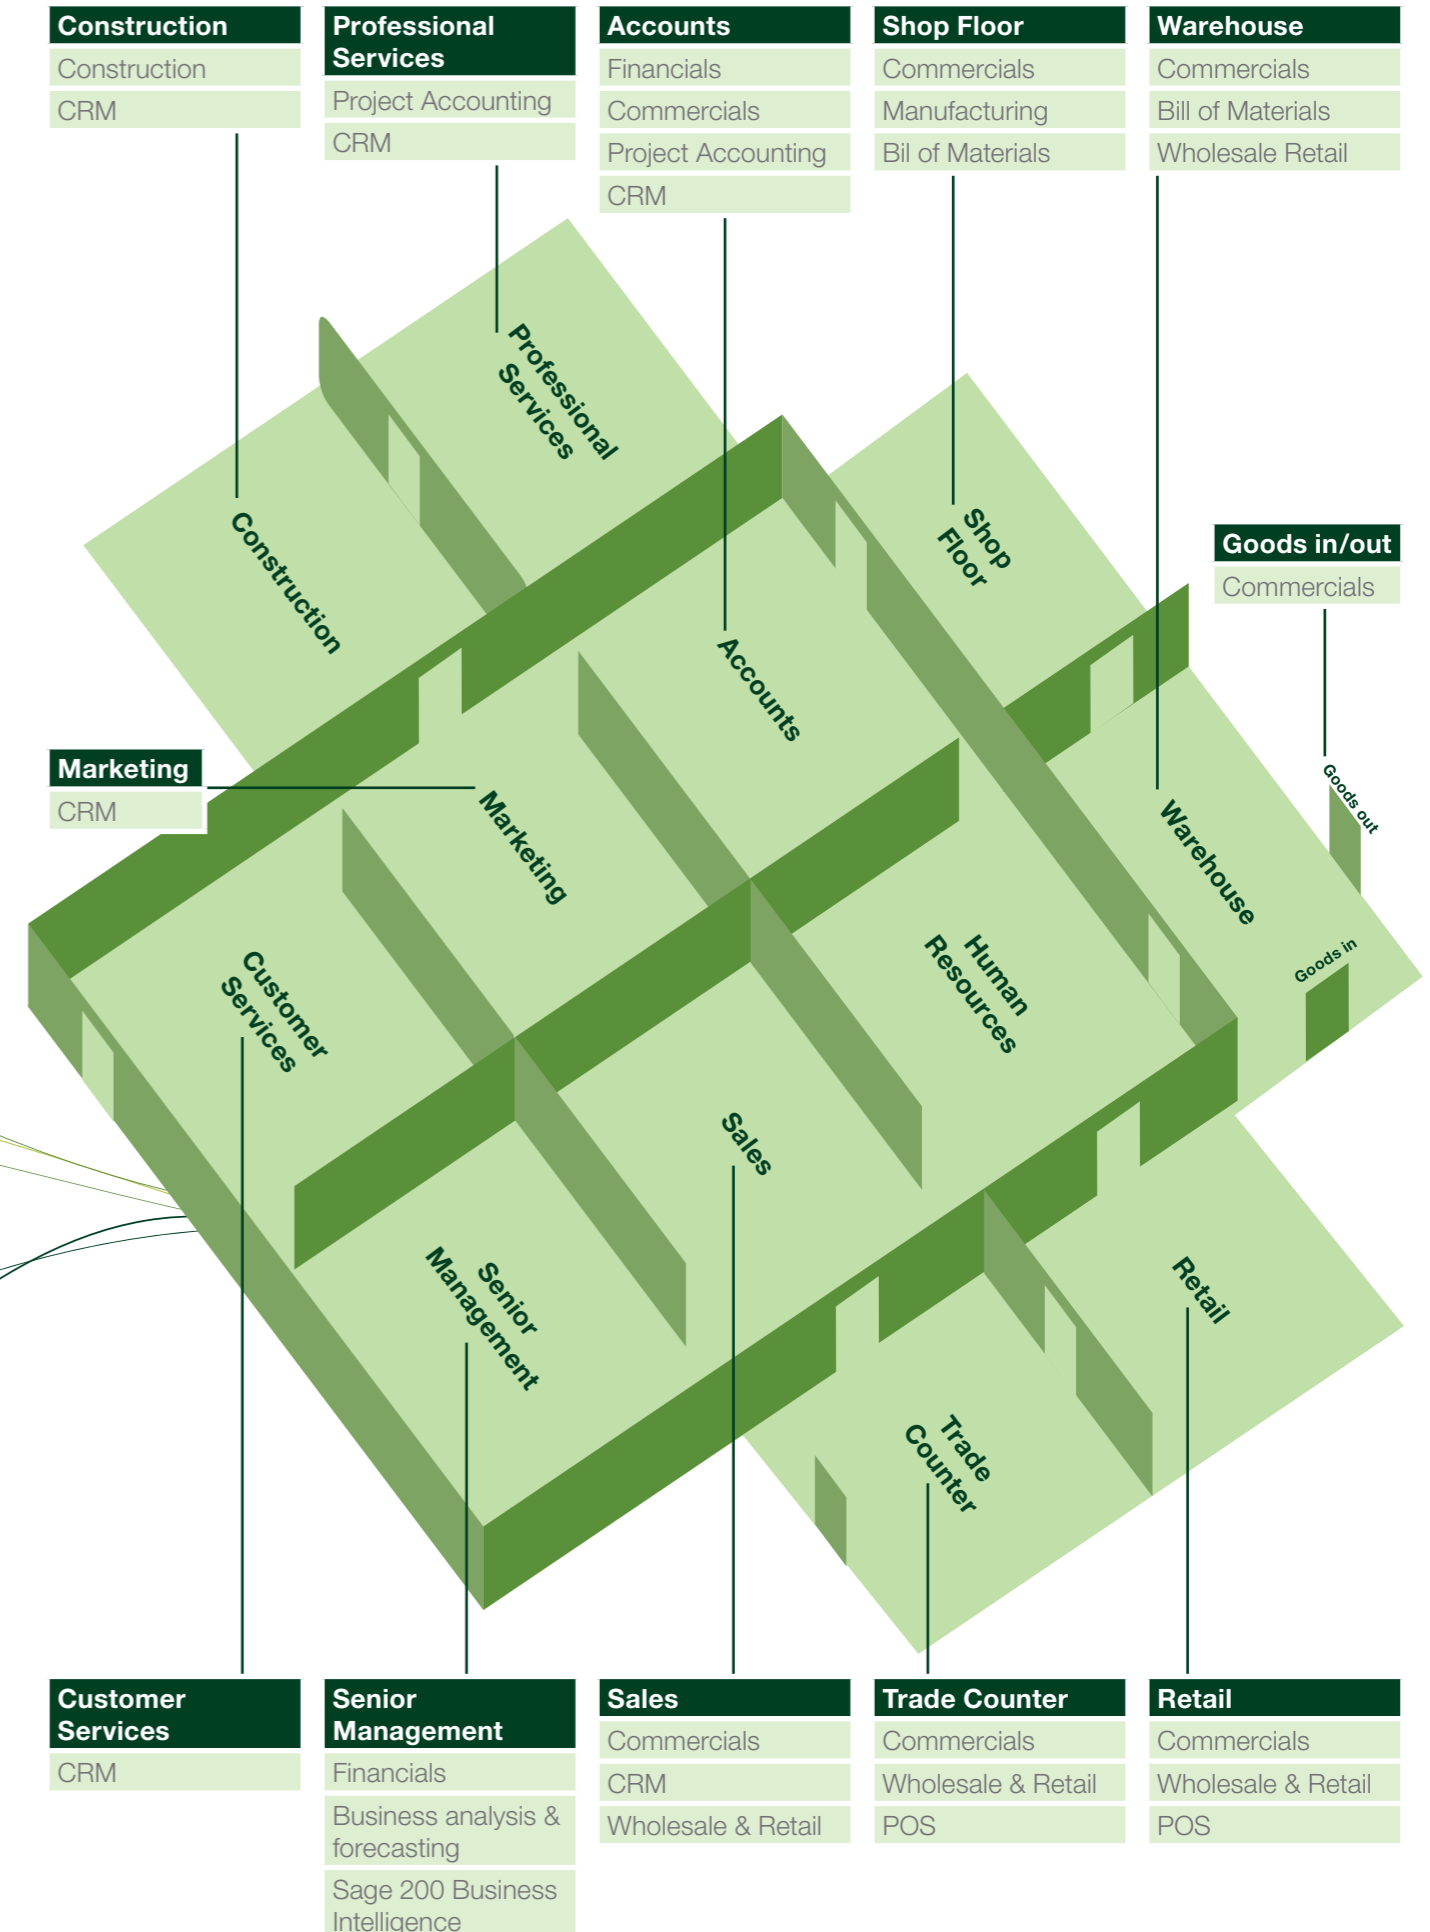 Construction
Construction
CRM
Professional
Services
Project Accounting
CRM
Accounts
Financials
Commercials
Project Accounting
CRM
Shop Floor
Commercials
Manufacturing
Bil of Materials
Warehouse
Commercials
Bill of Materials
Wholesale Retail
Goods in/out
Commercials
Marketing
CRM
Professional
Services
Construction
Shop
Floor
Accounts
Goods out
Marketing
Warehouse
Goods in
Human
Resources
Customer
Services
Sales
Senior
Management
Retail
Trade
Counter
Customer
Services
CRM
Senior
Management
Financials
Business analysis &
forecasting
Sage 200 Business
Intelligence
Sales
Commercials
CRM
Wholesale & Retail
Trade Counter
Commercials
Wholesale & Retail
POS
Retail
Commercials
Wholesale & Retail
POS